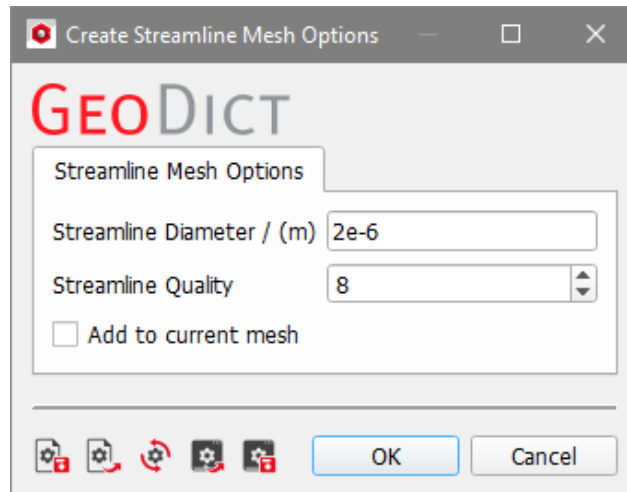 Create Streamline Mesh Options
GEODICT
Streamline Mesh Options
Streamline Diameter / (m) 2e-6
Streamline Quality 8
Add to current mesh
OK Cancel